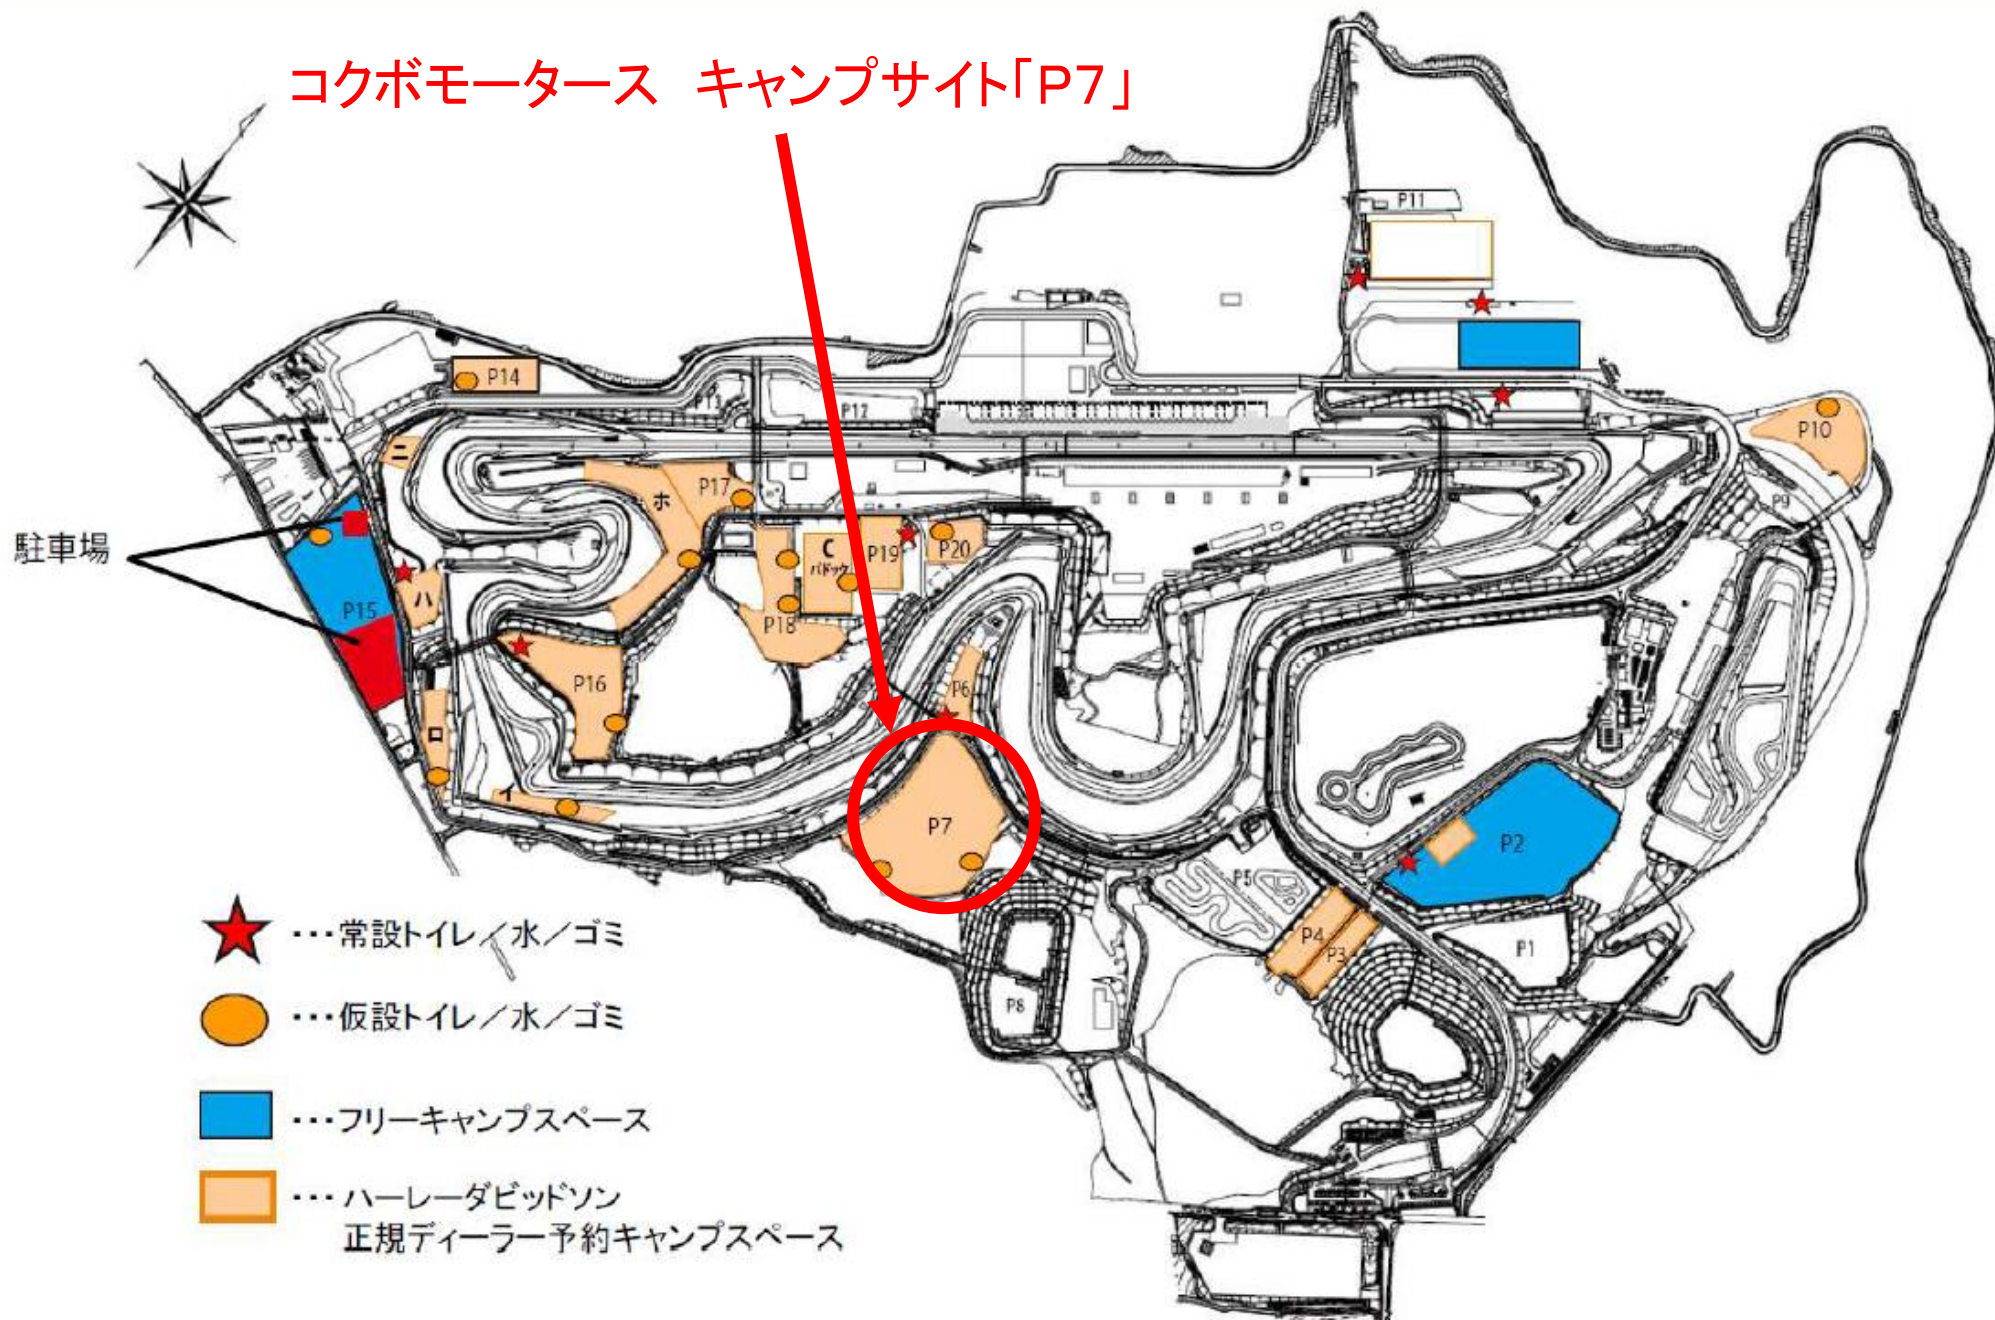 コクボモータース キャンプサイト「P7」
P11
P14
P12
P10
ニ
P17
ホ
P9
C
パドック
P19
P20
駐車場
P15
ハ
P18
P16
P6
ロ
イ
P7
P2
P5
P4
P3
P1
P8
…常設トイレ／水／ゴミ
…仮設トイレ／水／ゴミ
…フリーキャンプスペース
…ハーレーダビッドソン
正規ディーラー予約キャンプスペース